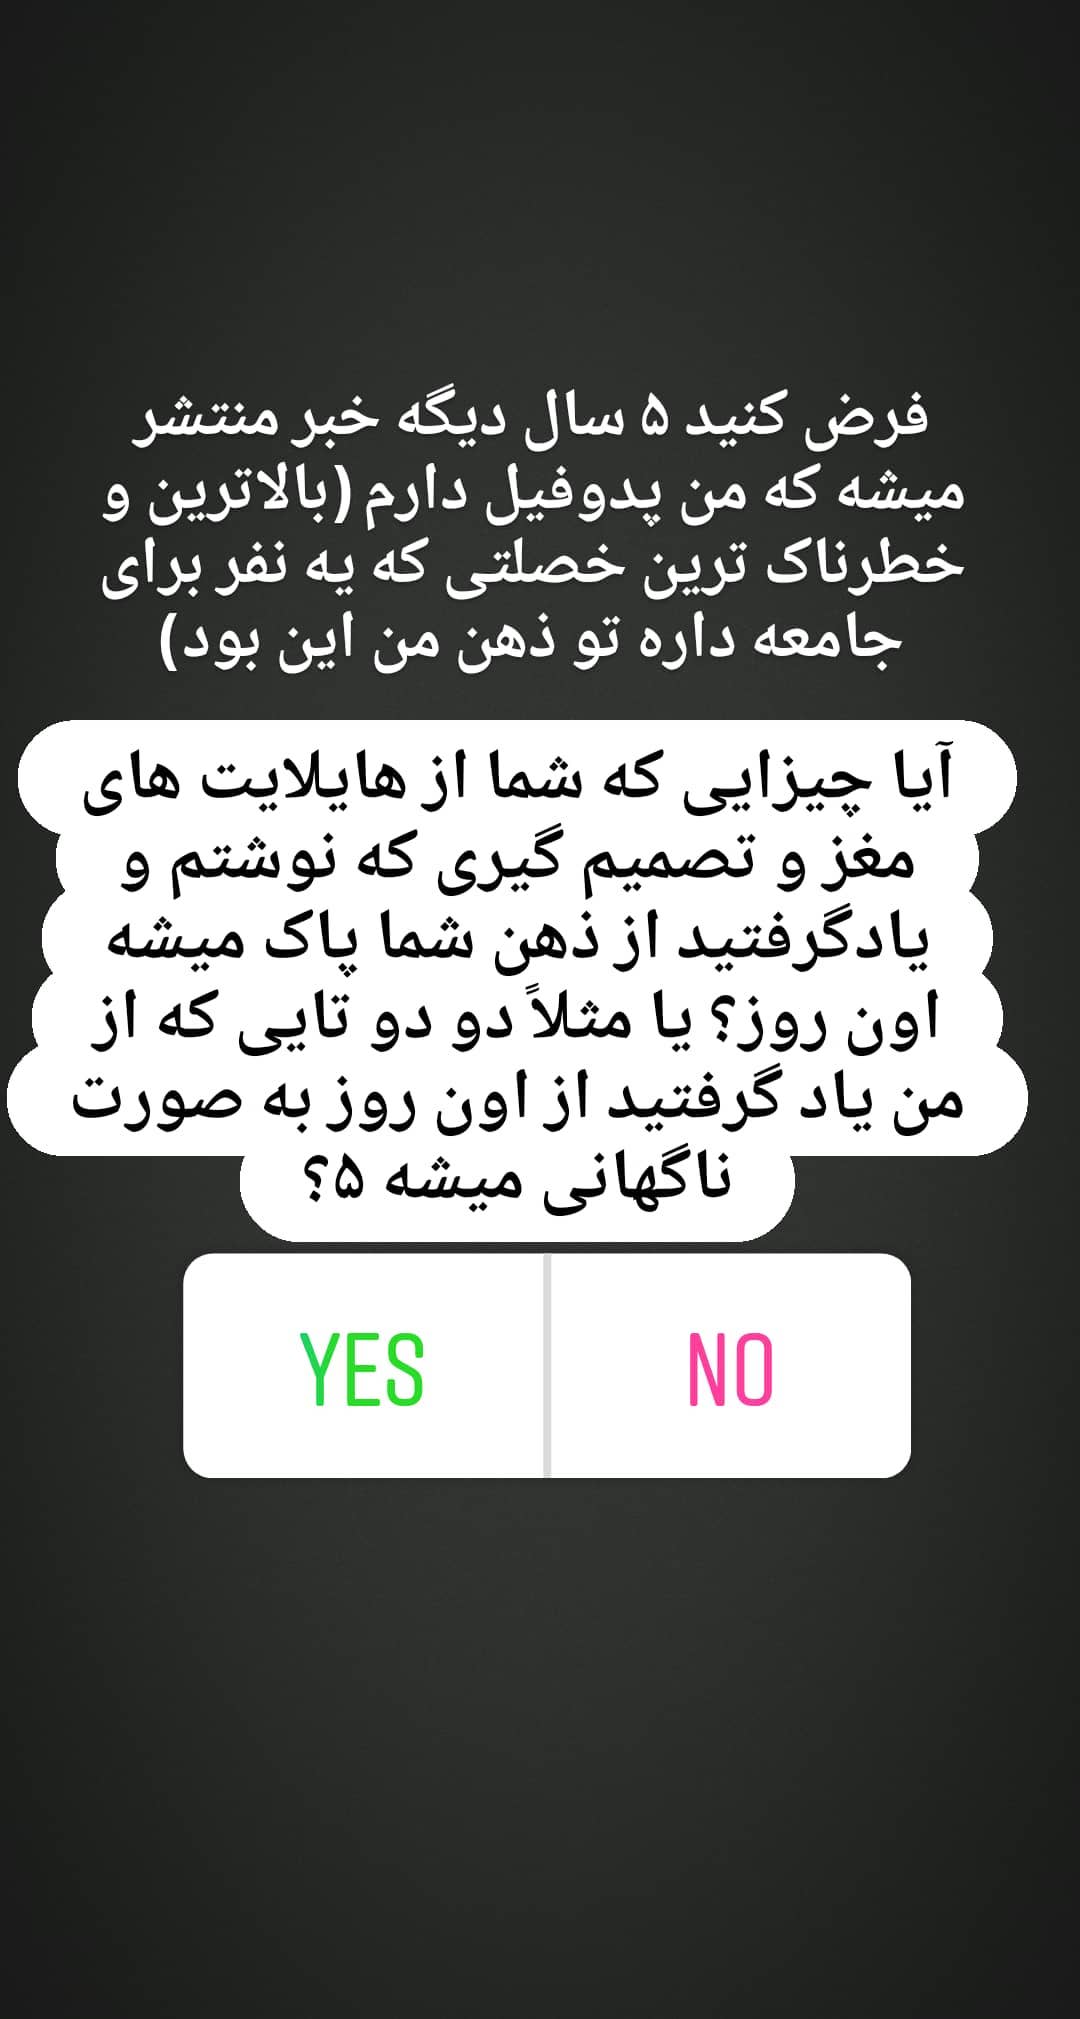 فرض کنید ۵ سال دیگه خبر منتشر
میشه که من پدوفیل دارم (بالاترین و
خطرناک ترین خصلتی که یه نفر برای
جامعه داره تو ذهن من این بود)
آیا چیزایی که شما از هایلایت های
مغز و تصمیم گیری که نوشتم و
یادگرفتید از ذهن شما پاک میشه
اون روز؟ یا مثلاً دو دو تایی که از
من یاد گرفتید از اون روز به صورت
ناگهانی میشه ۵؟
YES NO